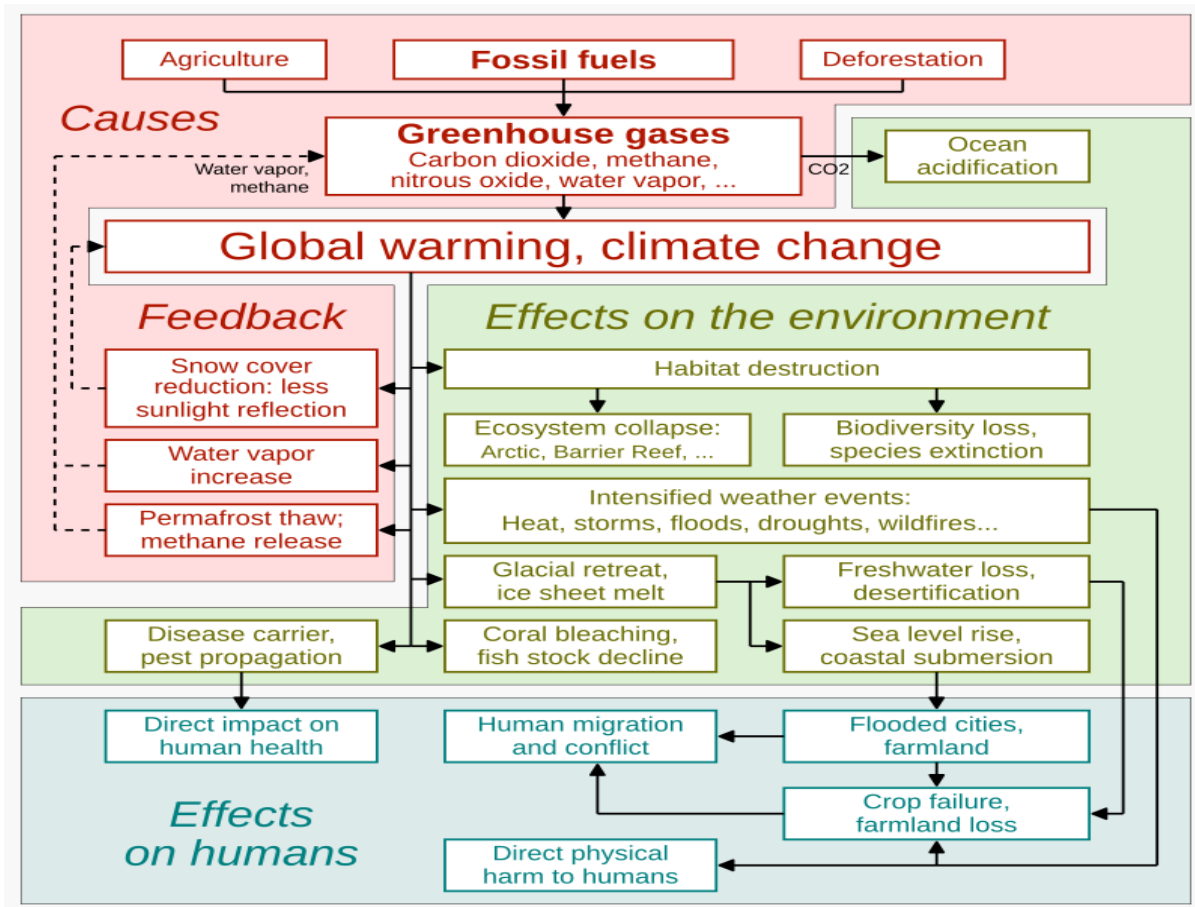 Agriculture
Fossil fuels
Deforestation
Causes
Greenhouse gases
Carbon dioxide, methane,
nitrous oxide, water vapor, ...
Water vapor,
methane
CO2
Ocean
acidification
Global warming, climate change
Feedback
Snow cover
reduction: less
sunlight reflection
Water vapor
increase
Permafrost thaw;
methane release
Effects on the environment
Habitat destruction
Ecosystem collapse:
Arctic, Barrier Reef, ...
Biodiversity loss,
species extinction
Intensified weather events:
Heat, storms, floods, droughts, wildfires...
Glacial retreat,
ice sheet melt
Freshwater loss,
desertification
Disease carrier,
pest propagation
Coral bleaching,
fish stock decline
Sea level rise,
coastal submersion
Direct impact on
human health
Human migration
and conflict
Flooded cities,
farmland
Effects
on humans
Crop failure,
farmland loss
Direct physical
harm to humans